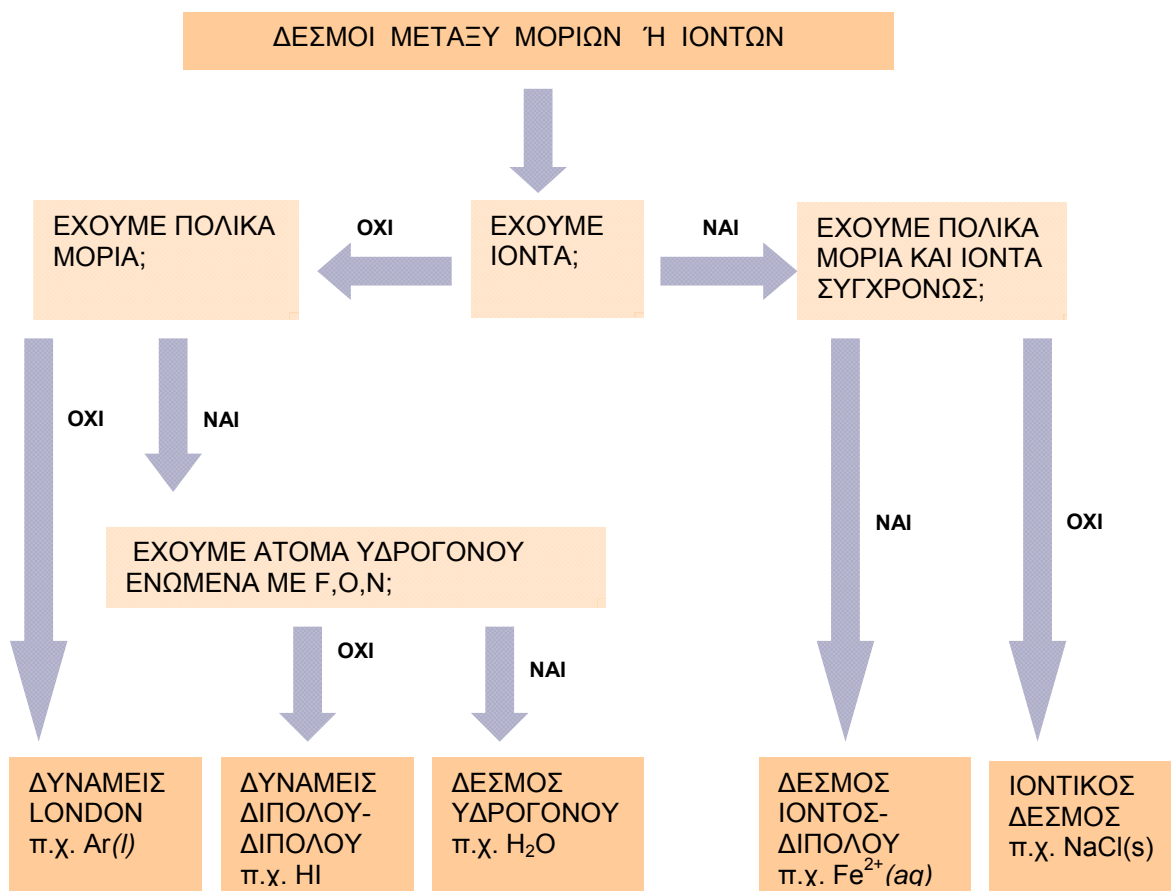 ΔΕΣΜΟΙ ΜΕΤΑΞΥ ΜΟΡΙΩΝ Ή ΙΟΝΤΩΝ
ΕΧΟΥΜΕ ΠΟΛΙΚΑ
ΜΟΡΙΑ;
ΟΧΙ
ΕΧΟΥΜΕ
ΙΟΝΤΑ;
ΝΑΙ
ΕΧΟΥΜΕ ΠΟΛΙΚΑ
ΜΟΡΙΑ ΚΑΙ ΙΟΝΤΑ
ΣΥΓΧΡΟΝΩΣ;
ΟΧΙ
ΝΑΙ
ΝΑΙ
ΟΧΙ
ΕΧΟΥΜΕ ΑΤΟΜΑ ΥΔΡΟΓΟΝΟΥ
ΕΝΩΜΕΝΑ ΜΕ F,O,N;
ΟΧΙ
ΝΑΙ
ΔΥΝΑΜΕΙΣ
LONDON
π.χ. Ar(l)
ΔΥΝΑΜΕΙΣ
ΔΙΠΟΛΟΥ-
ΔΙΠΟΛΟΥ
π.χ. HI
ΔΕΣΜΟΣ
ΥΔΡΟΓΟΝΟΥ
π.χ. H₂O
ΔΕΣΜΟΣ
ΙΟΝΤΟΣ-
ΔΙΠΟΛΟΥ
π.χ. Fe²⁺(aq)
ΙΟΝΤΙΚΟΣ
ΔΕΣΜΟΣ
π.χ. NaCl(s)